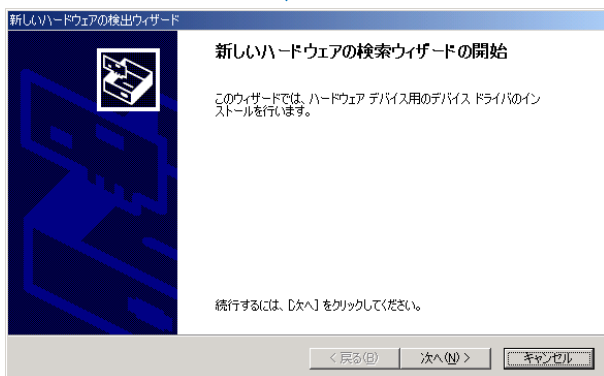 新しいハードウェアの検出ウィザード
新しいハードウェアの検索ウィザードの開始
このウィザードでは、ハードウェア デバイス用のデバイス ドライバのイン
ストールを行います。
続行するには、[次へ] をクリックしてください。
< 戻る(B)
次へ(N) >
キャンセル